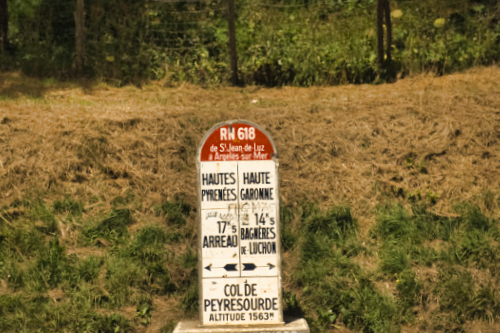 RN 618
de St Jean-de-Luz
à Argelès sur Mer
HAUTES PYRÉNÉES
HAUTE GARONNE
17K5
ARREAU
14K5
BAGNÈRES
DE-LUCHON
COL DE
PEYRESOURDE
ALTITUDE 1563M